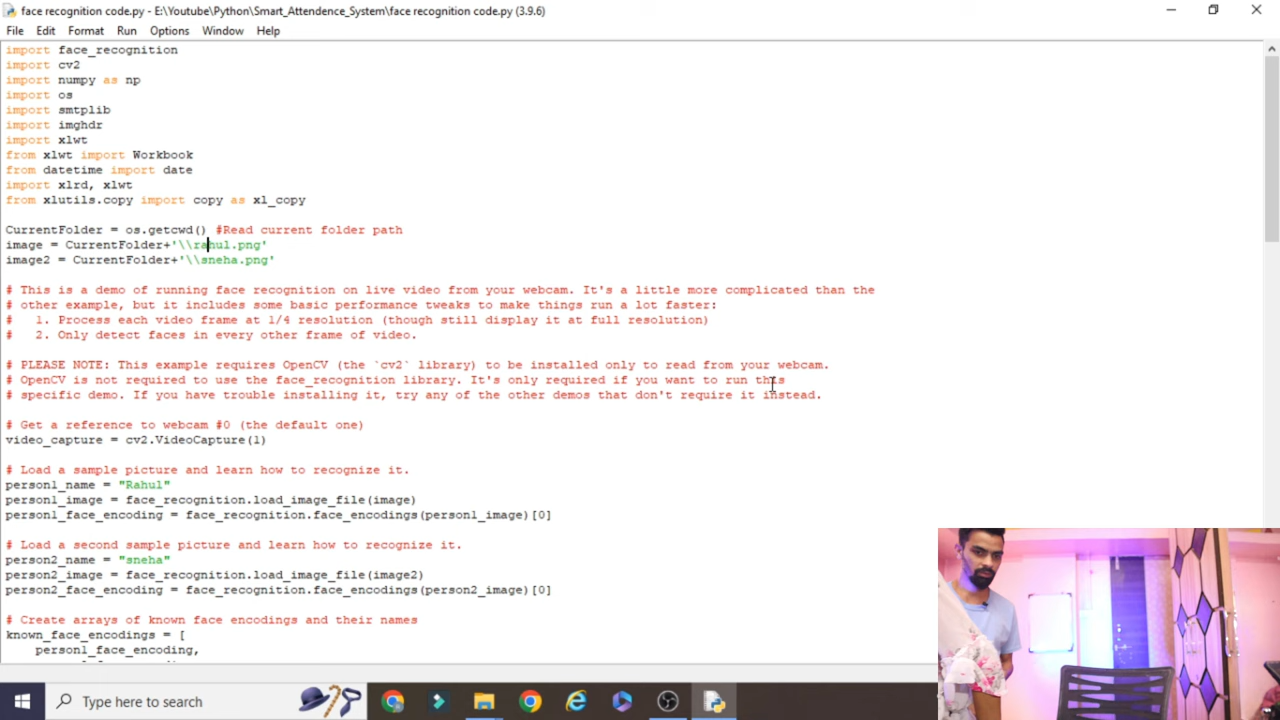 face recognition code.py - E:\Youtube\Python\Smart_Attendence_System\face recognition code.py (3.9.6)
File Edit Format Run Options Window Help
import face_recognition
import cv2
import numpy as np
import os
import smtplib
import imghdr
import xlwt
from xlwt import Workbook
from datetime import date
import xlrd, xlwt
from xlutils.copy import copy as xl_copy
CurrentFolder = os.getcwd() #Read current folder path
image = CurrentFolder+'\\rahul.png'
image2 = CurrentFolder+'\\sneha.png'
# This is a demo of running face recognition on live video from your webcam. It's a little more complicated than the
# other example, but it includes some basic performance tweaks to make things run a lot faster:
#   1. Process each video frame at 1/4 resolution (though still display it at full resolution)
#   2. Only detect faces in every other frame of video.
# PLEASE NOTE: This example requires OpenCV (the `cv2` library) to be installed only to read from your webcam.
# OpenCV is not required to use the face_recognition library. It's only required if you want to run this
# specific demo. If you have trouble installing it, try any of the other demos that don't require it instead.
# Get a reference to webcam #0 (the default one)
video_capture = cv2.VideoCapture(1)
# Load a sample picture and learn how to recognize it.
person1_name = "Rahul"
person1_image = face_recognition.load_image_file(image)
person1_face_encoding = face_recognition.face_encodings(person1_image)[0]
# Load a second sample picture and learn how to recognize it.
person2_name = "sneha"
person2_image = face_recognition.load_image_file(image2)
person2_face_encoding = face_recognition.face_encodings(person2_image)[0]
# Create arrays of known face encodings and their names
known_face_encodings = [
    person1_face_encoding,
Type here to search